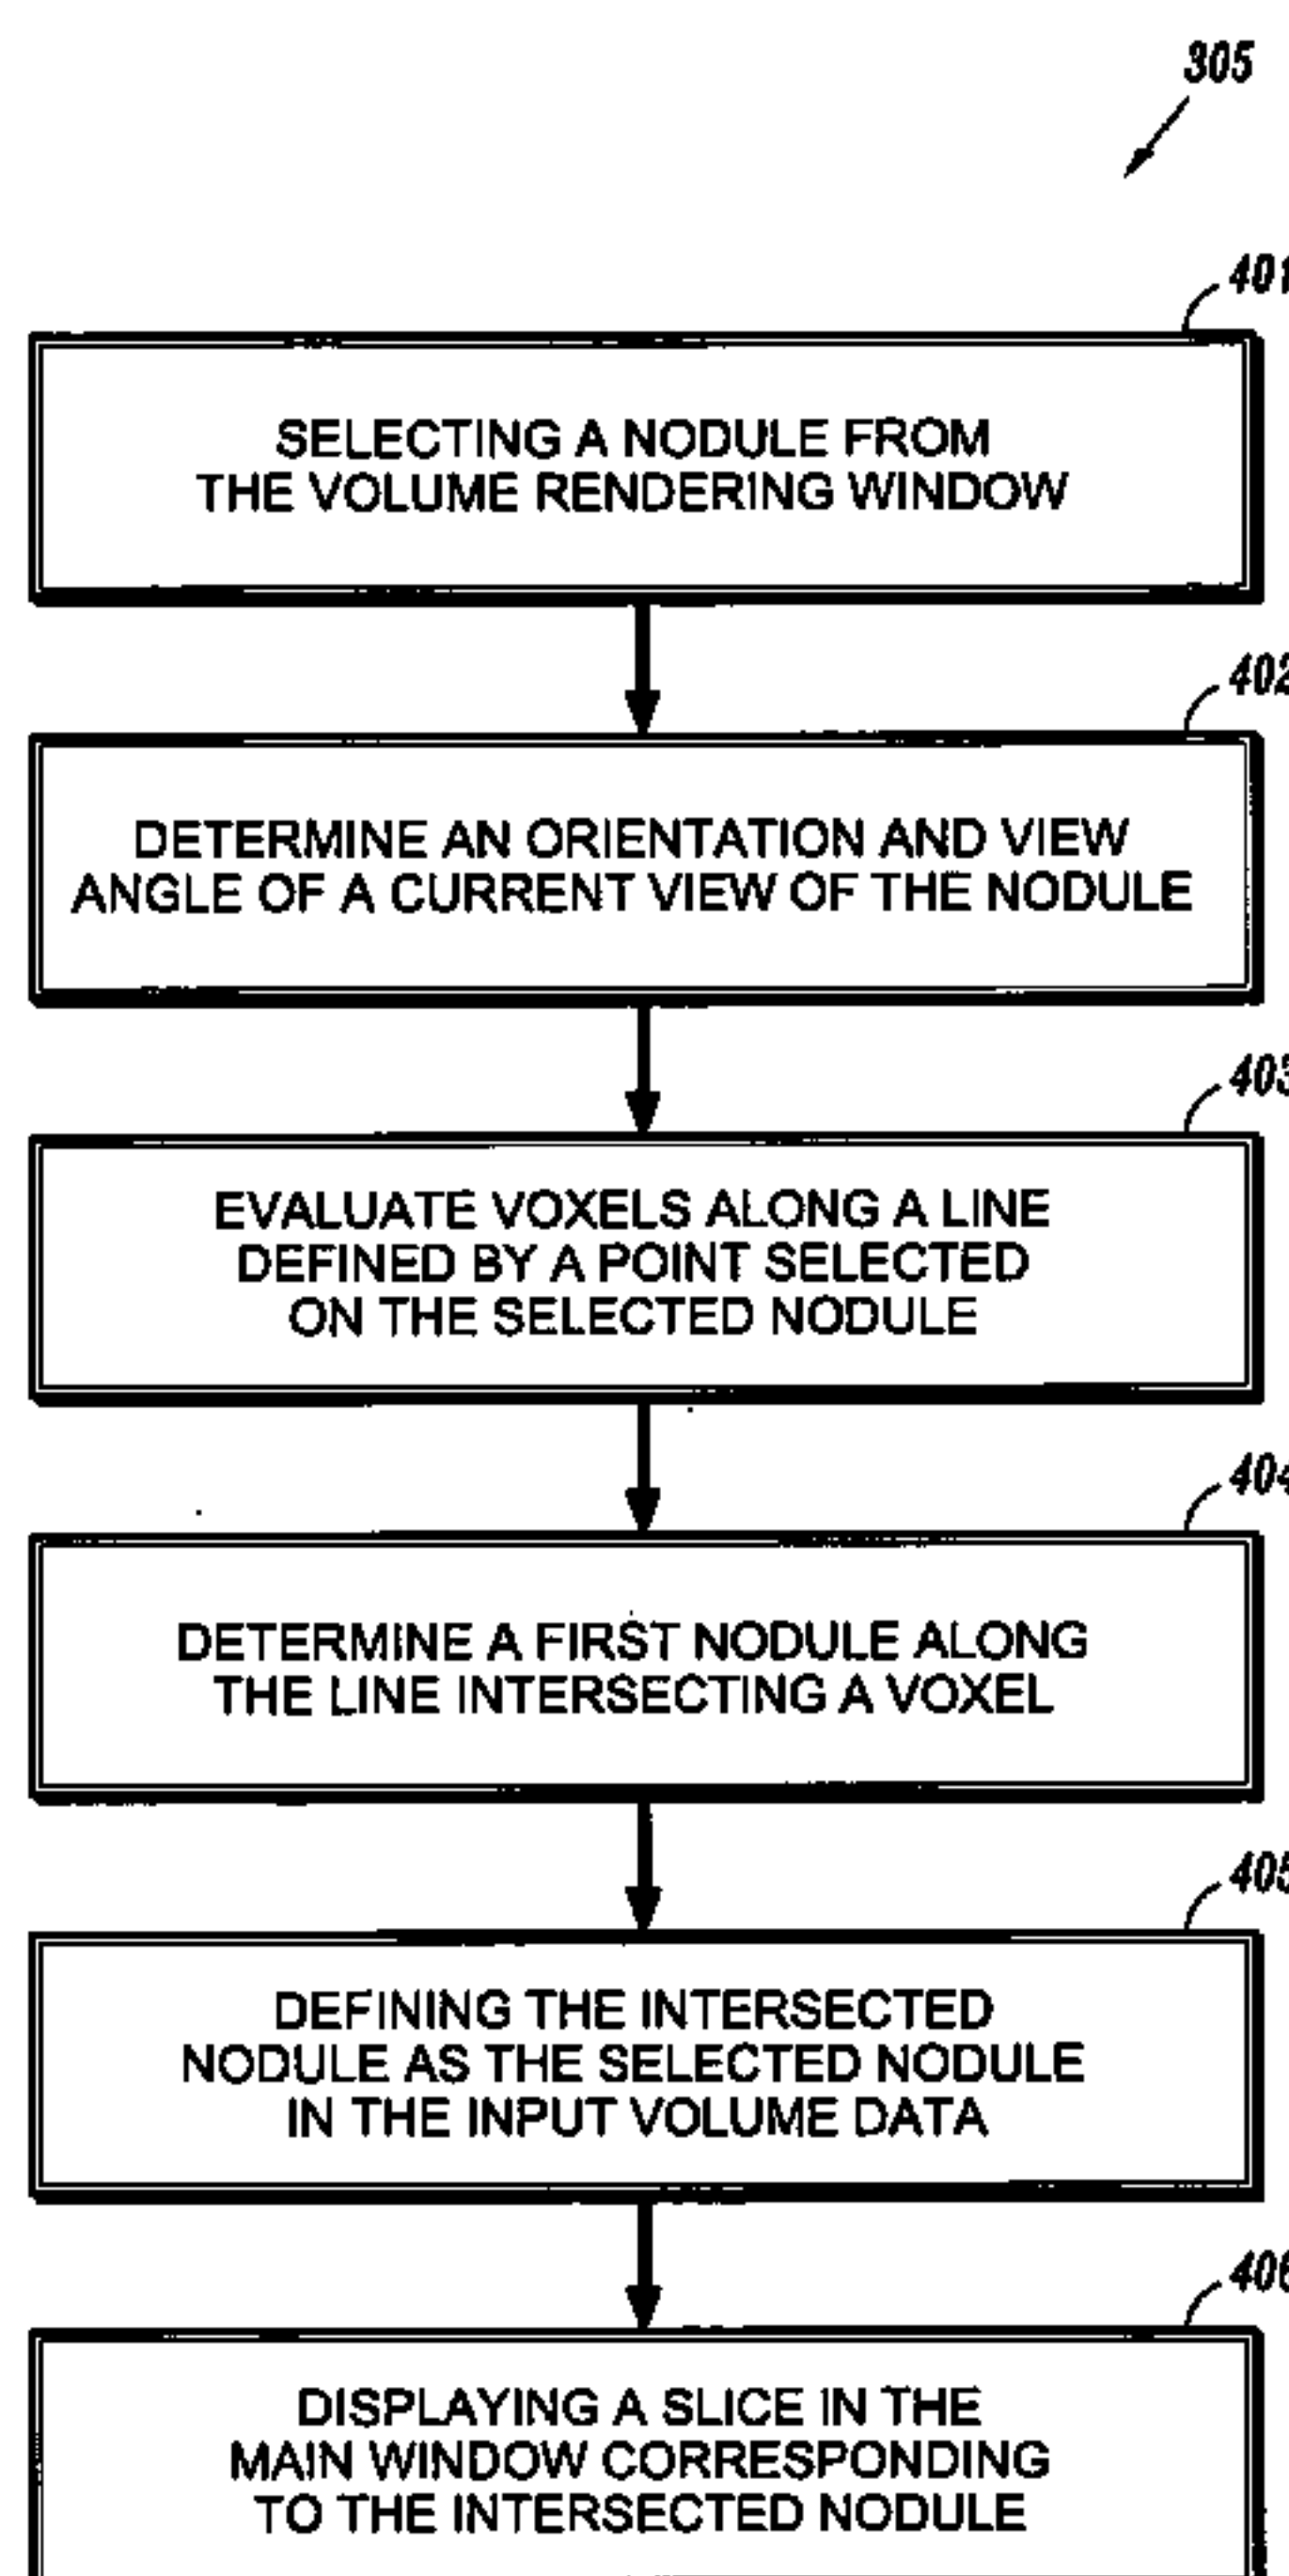 305
401
SELECTING A NODULE FROM
THE VOLUME RENDERING WINDOW
402
DETERMINE AN ORIENTATION AND VIEW
ANGLE OF A CURRENT VIEW OF THE NODULE
403
EVALUATE VOXELS ALONG A LINE
DEFINED BY A POINT SELECTED
ON THE SELECTED NODULE
404
DETERMINE A FIRST NODULE ALONG
THE LINE INTERSECTING A VOXEL
405
DEFINING THE INTERSECTED
NODULE AS THE SELECTED NODULE
IN THE INPUT VOLUME DATA
406
DISPLAYING A SLICE IN THE
MAIN WINDOW CORRESPONDING
TO THE INTERSECTED NODULE